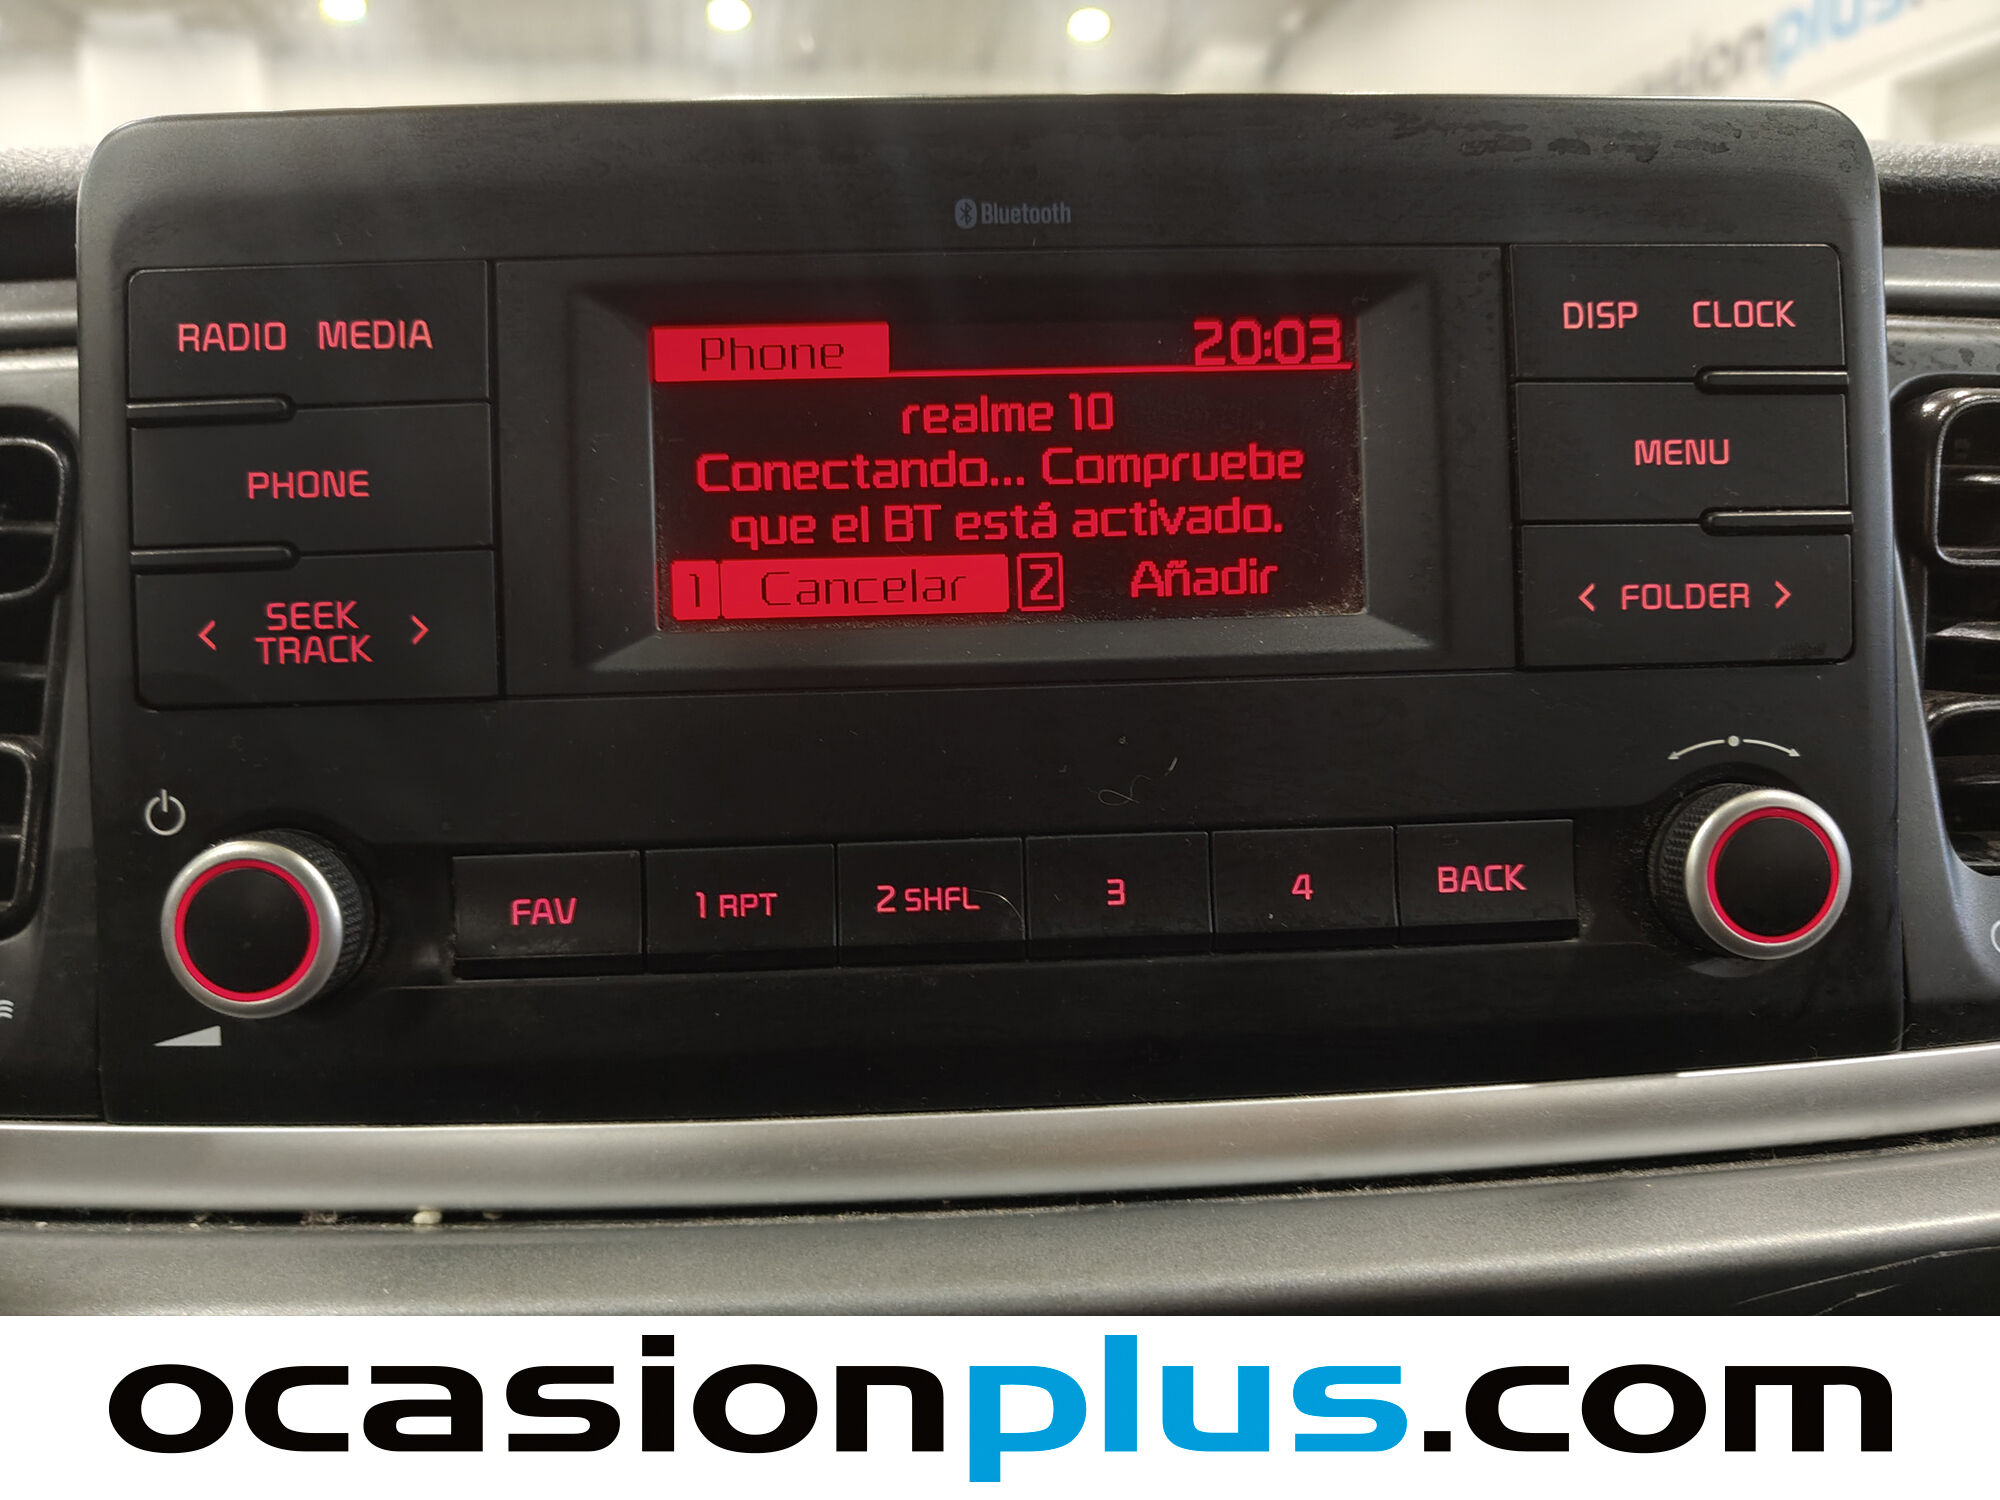 asionplus
Bluetooth
RADIO MEDIA
DISP CLOCK
Phone 20:03
realme 10
Conectando... Compruebe
que el BT está activado.
1 Cancelar 2 Añadir
PHONE
MENU
< SEEK TRACK >
< FOLDER >
FAV 1 RPT 2 SHFL 3 4 BACK
ocasionplus.com